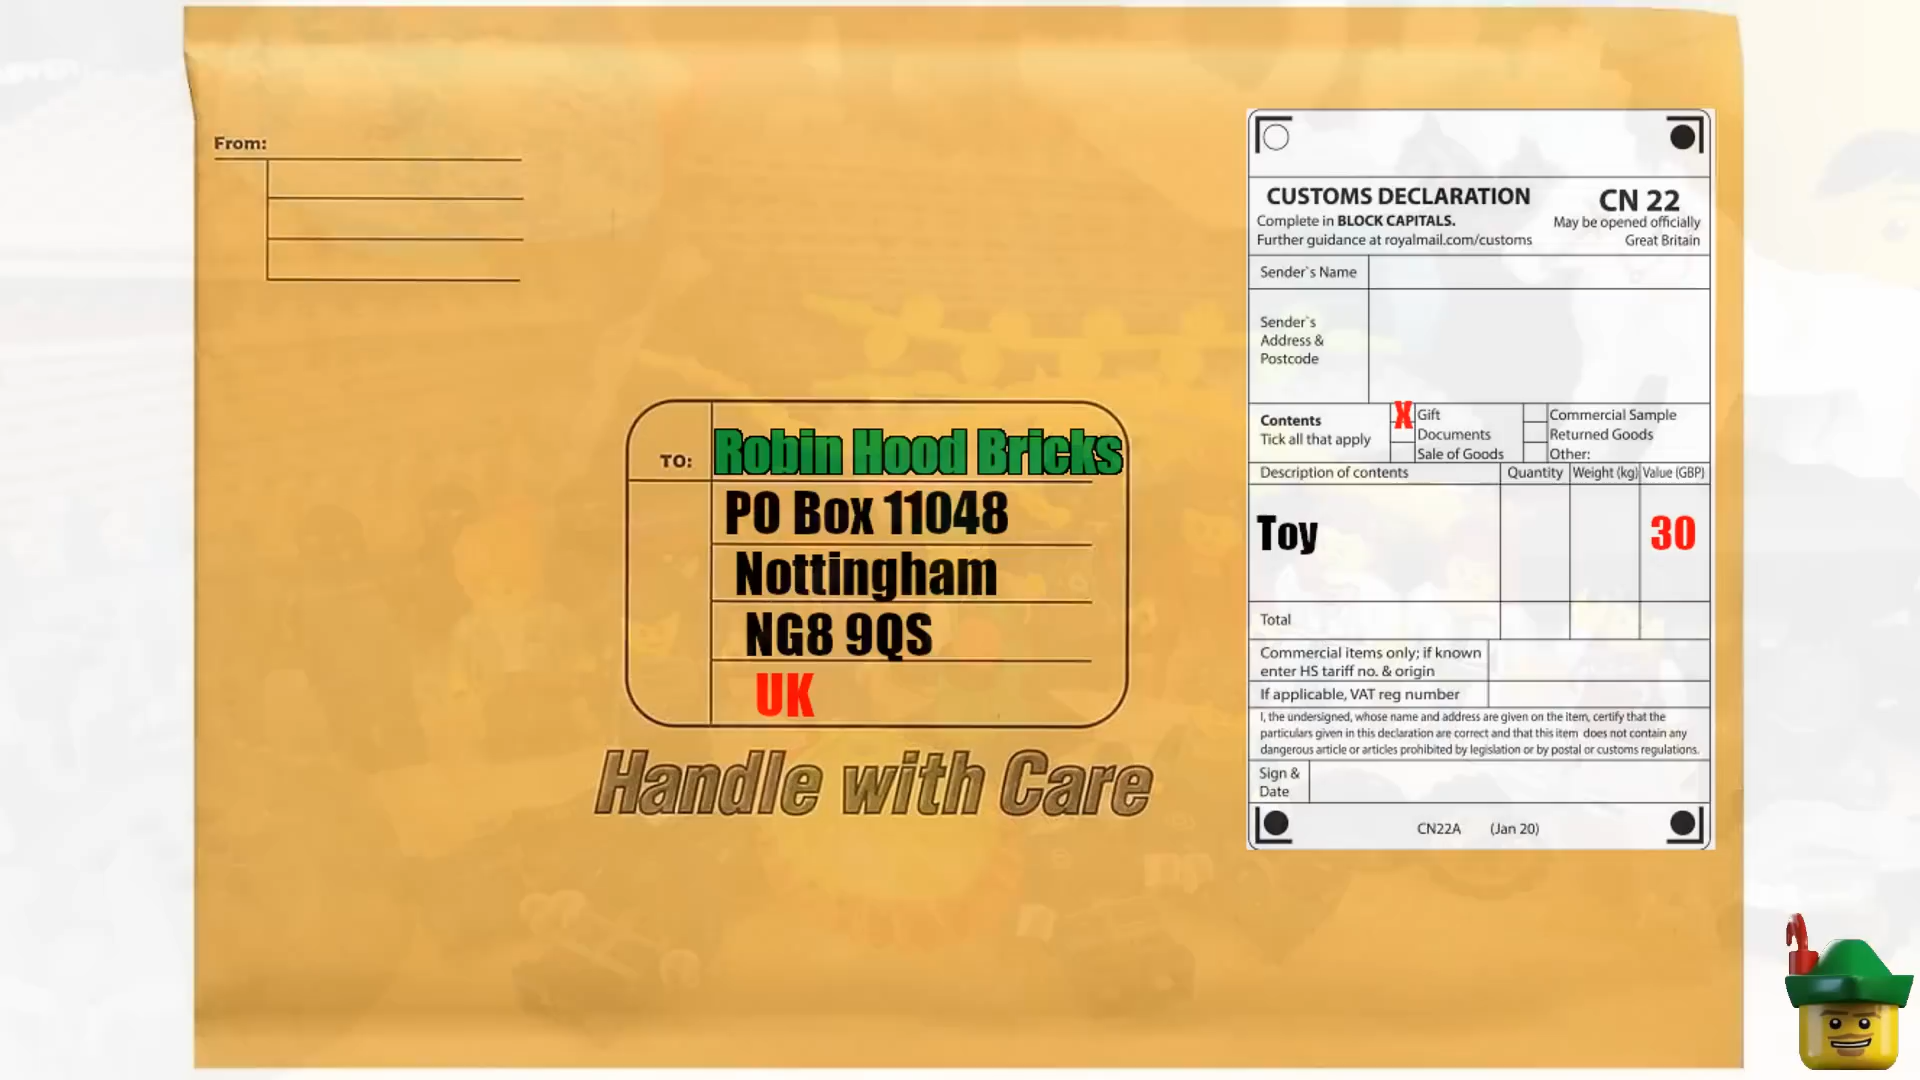 From:
TO: Robin Hood Bricks
PO Box 11048
Nottingham
NG8 9QS
UK
Handle with Care
CUSTOMS DECLARATION CN 22
Complete in BLOCK CAPITALS. May be opened officially
Further guidance at royalmail.com/customs Great Britain
Sender`s Name
Sender`s
Address &
Postcode
Contents
Tick all that apply
X Gift
Documents
Sale of Goods
Commercial Sample
Returned Goods
Other:
Description of contents Quantity Weight (kg) Value (GBP)
Toy 30
Total
Commercial items only; if known
enter HS tariff no. & origin
If applicable, VAT reg number
I, the undersigned, whose name and address are given on the item, certify that the
particulars given in this declaration are correct and that this item does not contain any
dangerous article or articles prohibited by legislation or by postal or customs regulations.
Sign &
Date
CN22A (Jan 20)